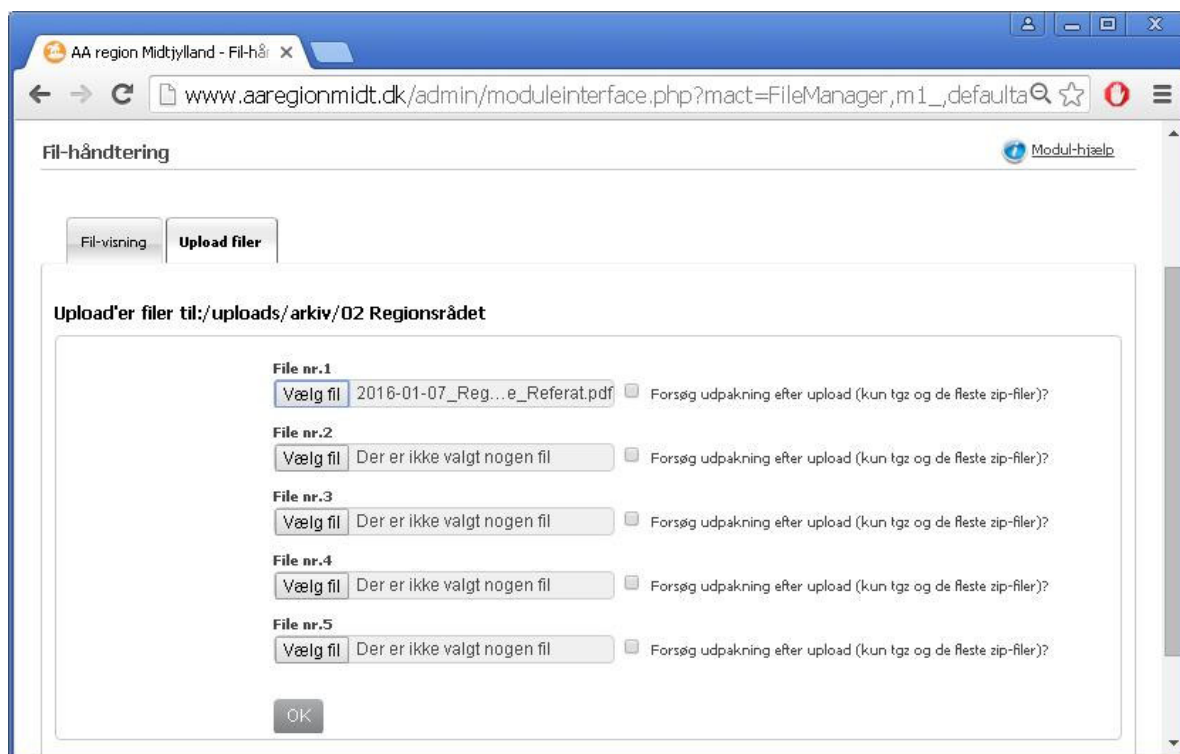 AA region Midtjylland - Fil-hår
www.aaregionmidt.dk/admin/moduleinterface.php?mact=FileManager,m1_,defaulta
Fil-håndtering
Modul-hjælp
Fil-visning
Upload filer
Upload'er filer til:/uploads/arkiv/02 Regionsrådet
File nr.1
Vælg fil 2016-01-07_Reg...e_Referat.pdf Forsøg udpakning efter upload (kun tgz og de fleste zip-filer)?
File nr.2
Vælg fil Der er ikke valgt nogen fil Forsøg udpakning efter upload (kun tgz og de fleste zip-filer)?
File nr.3
Vælg fil Der er ikke valgt nogen fil Forsøg udpakning efter upload (kun tgz og de fleste zip-filer)?
File nr.4
Vælg fil Der er ikke valgt nogen fil Forsøg udpakning efter upload (kun tgz og de fleste zip-filer)?
File nr.5
Vælg fil Der er ikke valgt nogen fil Forsøg udpakning efter upload (kun tgz og de fleste zip-filer)?
OK